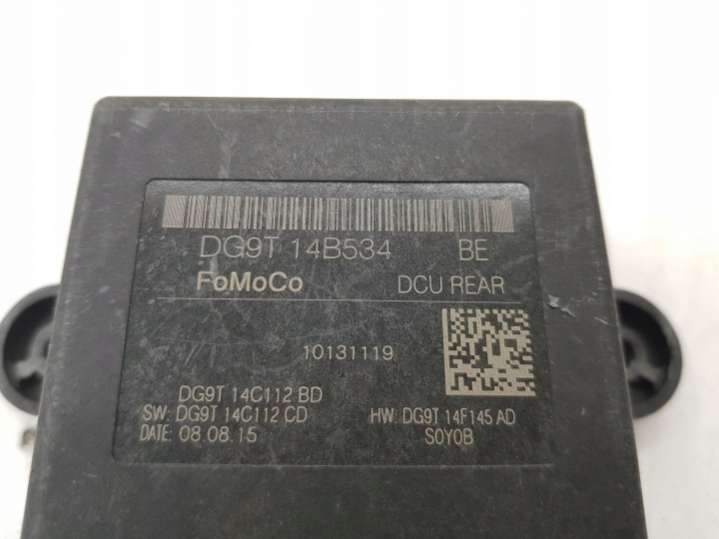 DG9T 14B534 BE
FoMoCo DCU REAR
10131119
DG9T 14C112 BD
SW: DG9T 14C112 CD HW: DG9T 14F145 AD
DATE: 08.08.15 S0Y0B